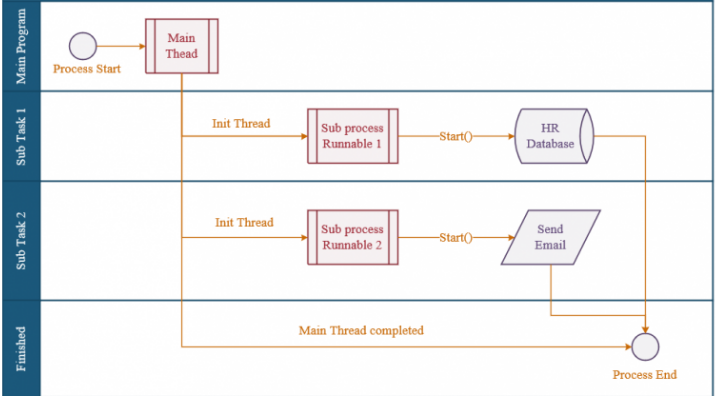 Main Program
Main
Thead
Process Start
Sub Task 1
Init Thread
Sub process
Runnable 1
Start()
HR
Database
Sub Task 2
Init Thread
Sub process
Runnable 2
Start()
Send
Email
Finished
Main Thread completed
Process End